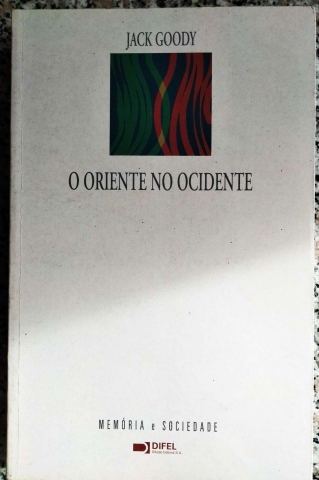 JACK GOODY
O ORIENTE NO OCIDENTE
MEMÓRIA e SOCIEDADE
DIFEL